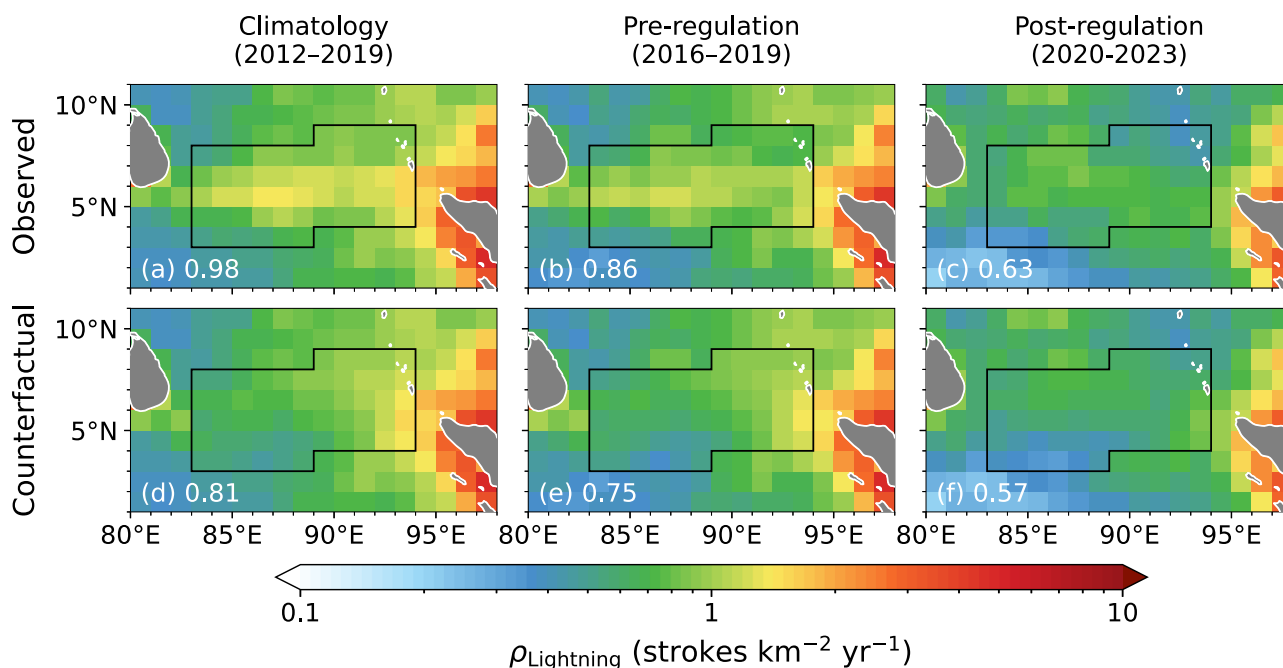 Climatology
(2012–2019)
Pre-regulation
(2016–2019)
Post-regulation
(2020-2023)
Observed
10°N
5°N
(a) 0.98
(b) 0.86
(c) 0.63
Counterfactual
10°N
5°N
(d) 0.81
(e) 0.75
(f) 0.57
80°E 85°E 90°E 95°E 80°E 85°E 90°E 95°E 80°E 85°E 90°E 95°E
0.1 1 10
ρLightning (strokes km⁻² yr⁻¹)